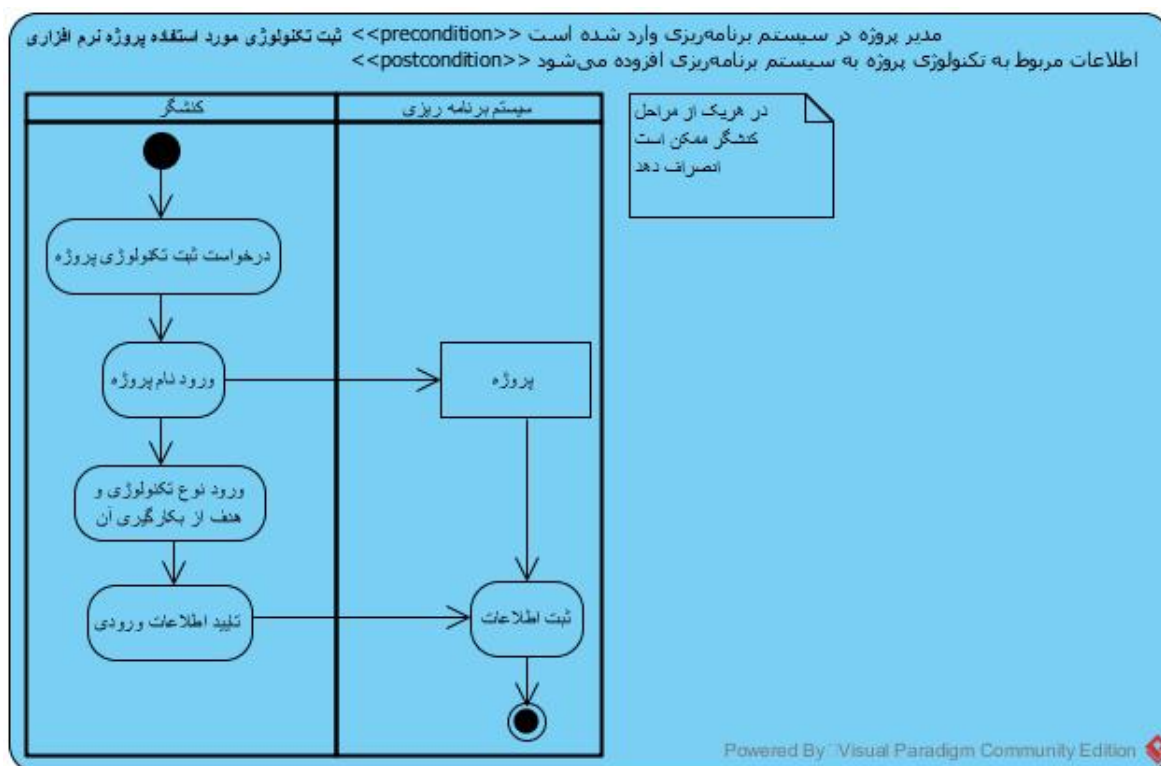 ثبت تکنولوژی مورد استفاده پروژه نرم افزاری <<precondition>> مدیر پروژه در سیستم برنامه‌ریزی وارد شده است
<<postcondition>> اطلاعات مربوط به تکنولوژی پروژه به سیستم برنامه‌ریزی افزوده می‌شود
کنشگر
سیستم برنامه ریزی
در هریک از مراحل
کنشگر ممکن است
انصراف دهد
درخواست ثبت تکنولوژی پروژه
ورود نام پروژه
پروژه
ورود نوع تکنولوژی و
هدف از بکارگیری آن
تایید اطلاعات ورودی
ثبت اطلاعات
Powered By Visual Paradigm Community Edition